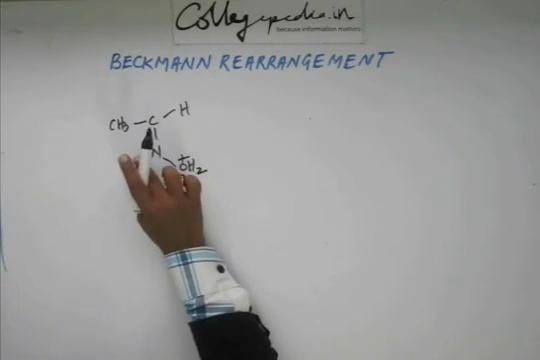 Collegepedia.in
because information matters
BECKMANN REARRANGEMENT
CH3 — C — H
||
N
+
OH2